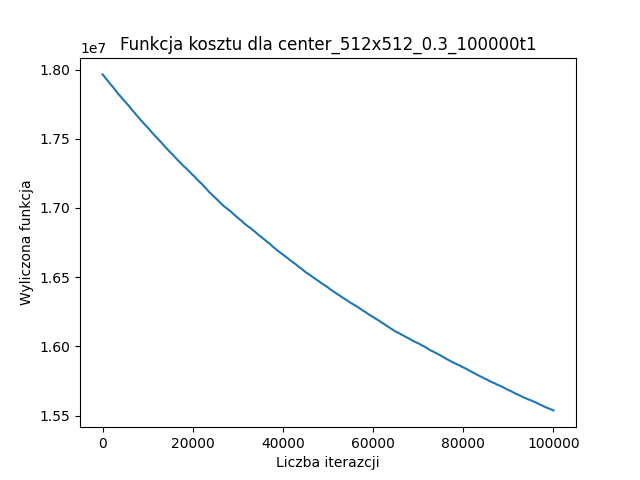 1e7
Funkcja kosztu dla center_512x512_0.3_100000t1
1.80
1.75
1.70
1.65
1.60
1.55
Wyliczona funkcja
0 20000 40000 60000 80000 100000
Liczba iterazcji